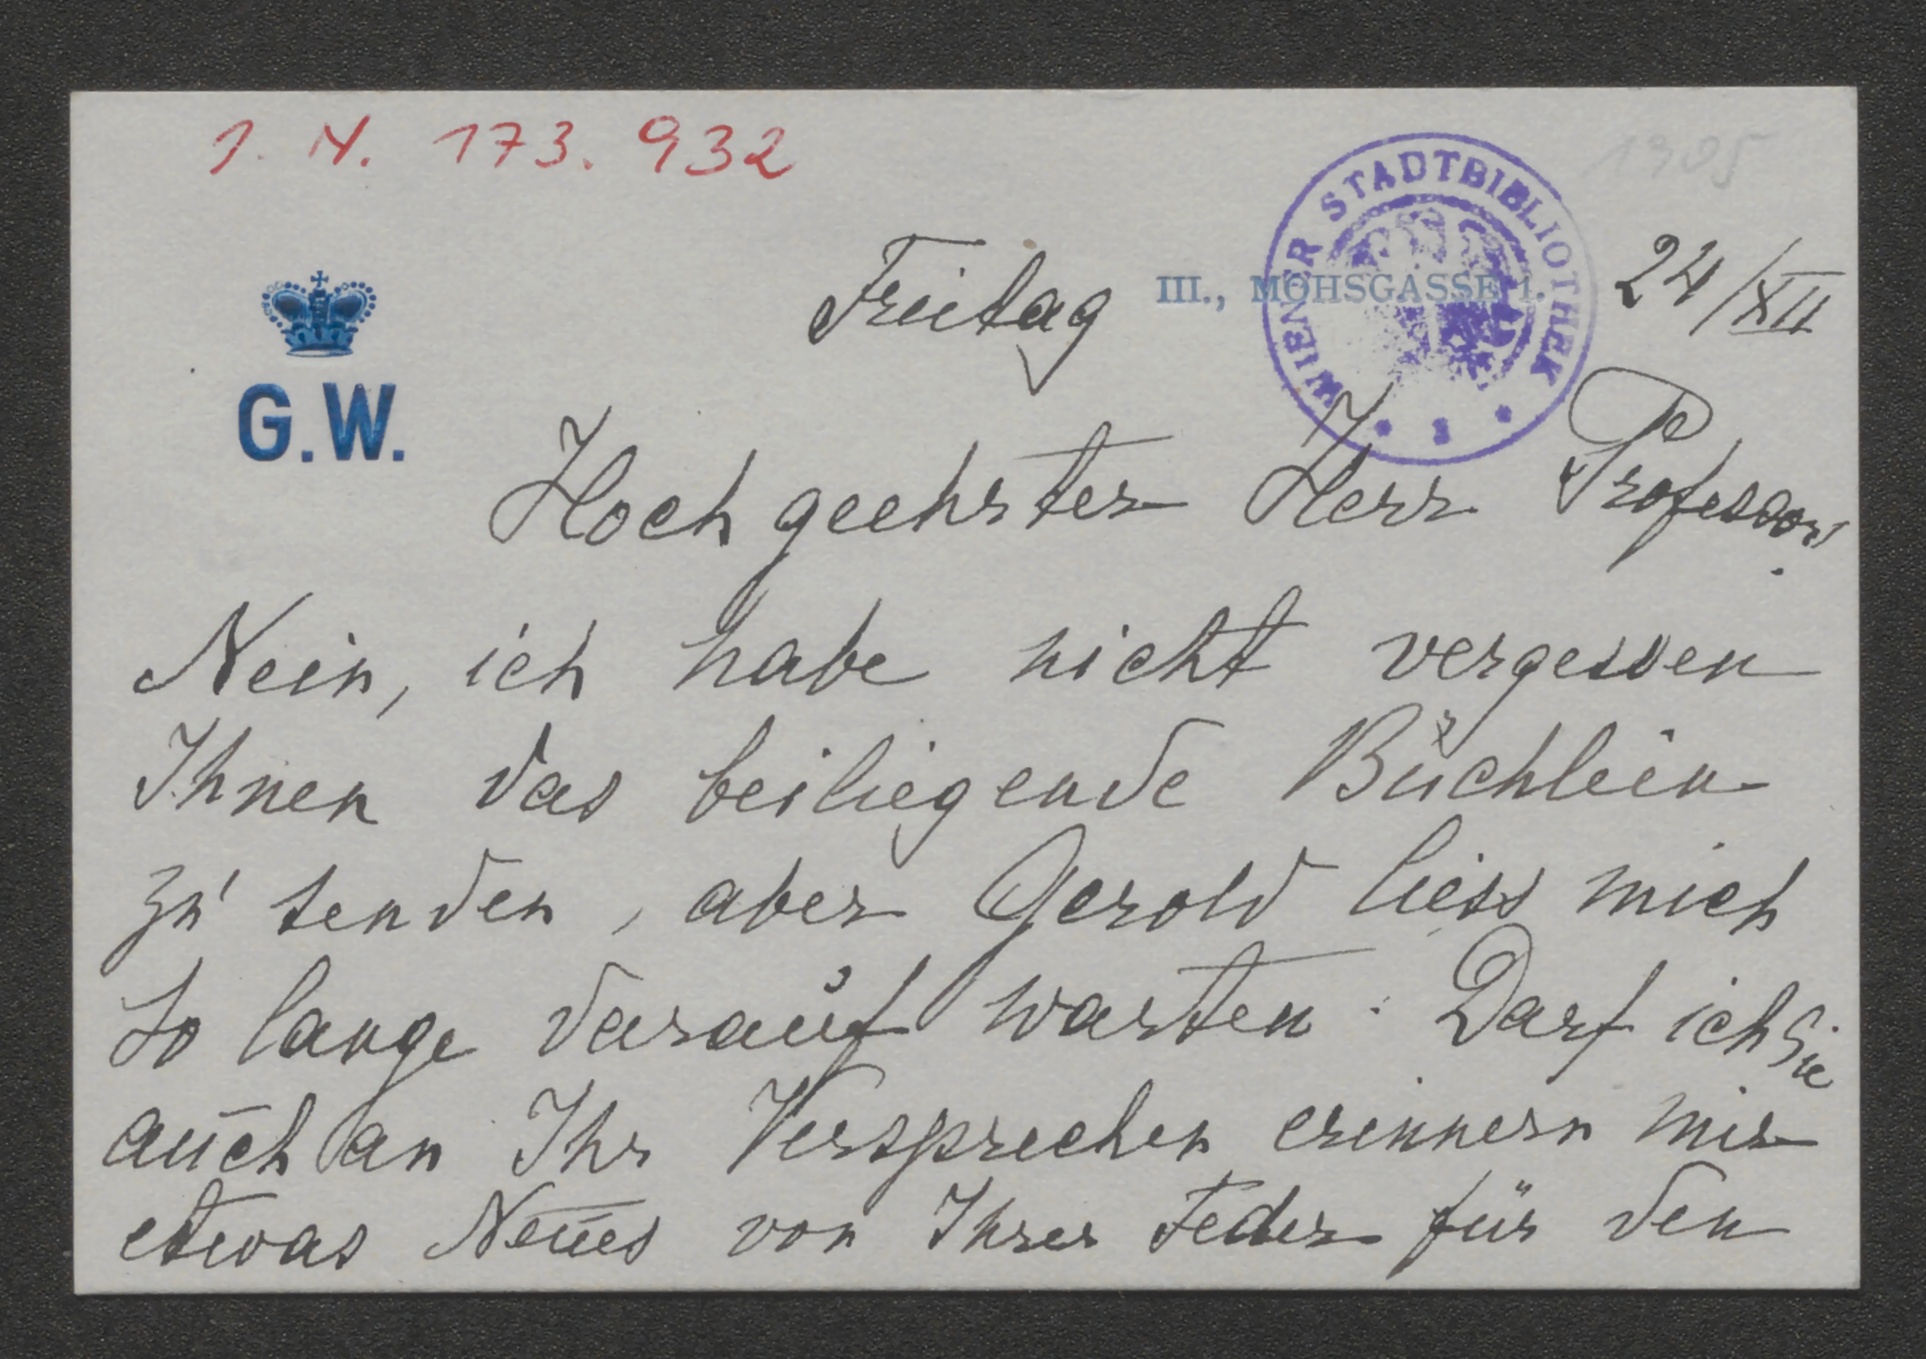 I. N. 173.932
1305
WIENER STADTBIBLIOTHEK
Freitag III., MOHSGASSE 1. 24/XII
G.W.
Hochgeehrter Herr Professor
Nein, ich habe nicht vergessen
Ihnen das beiliegende Büchlein
zu senden, aber Gerold liess mich
so lange darauf warten. Darf ich Sie
auch an Ihr Versprechen erinnern mir
etwas Neues von Ihrer Feder für den